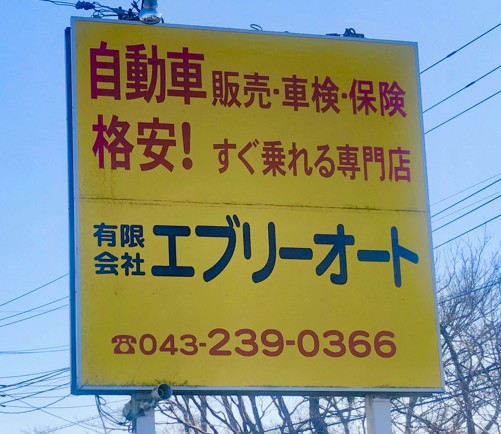 自動車販売・車検・保険
格安！すぐ乗れる専門店
有限会社エブリーオート
☎043-239-0366